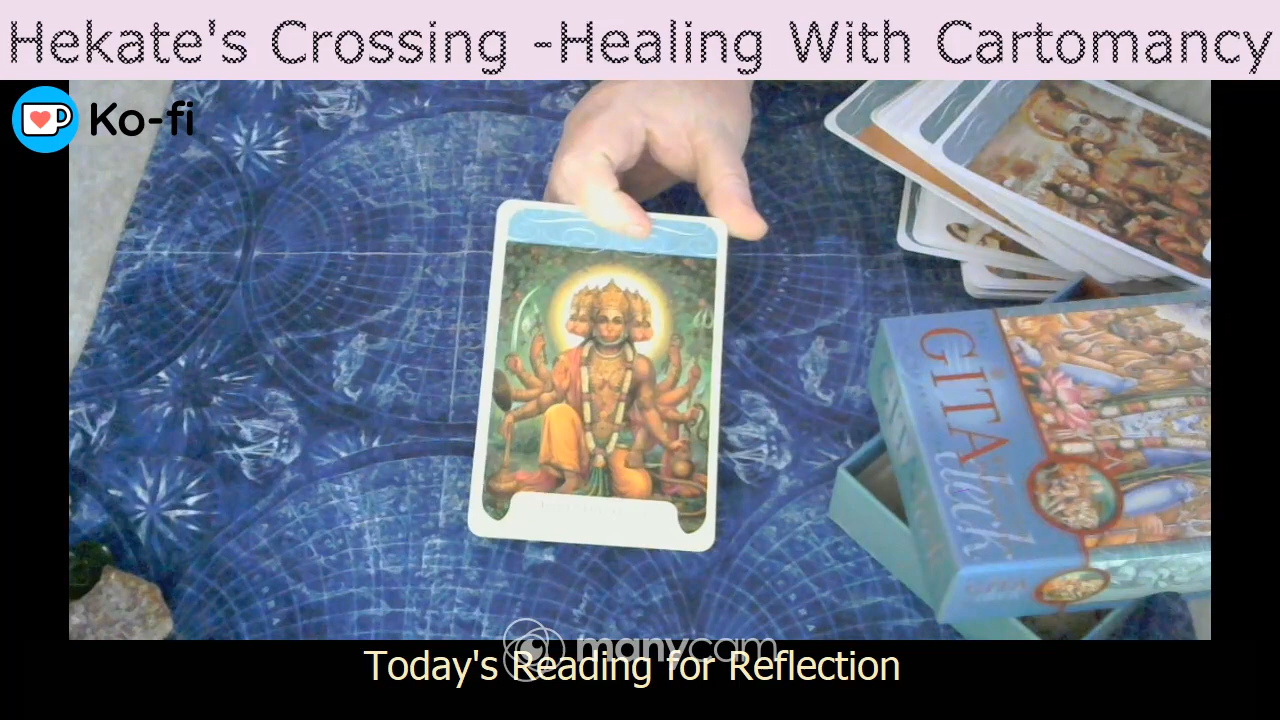 Hekate's Crossing -Healing With Cartomancy
Ko-fi
GITA
deck
manycam
Today's Reading for Reflection